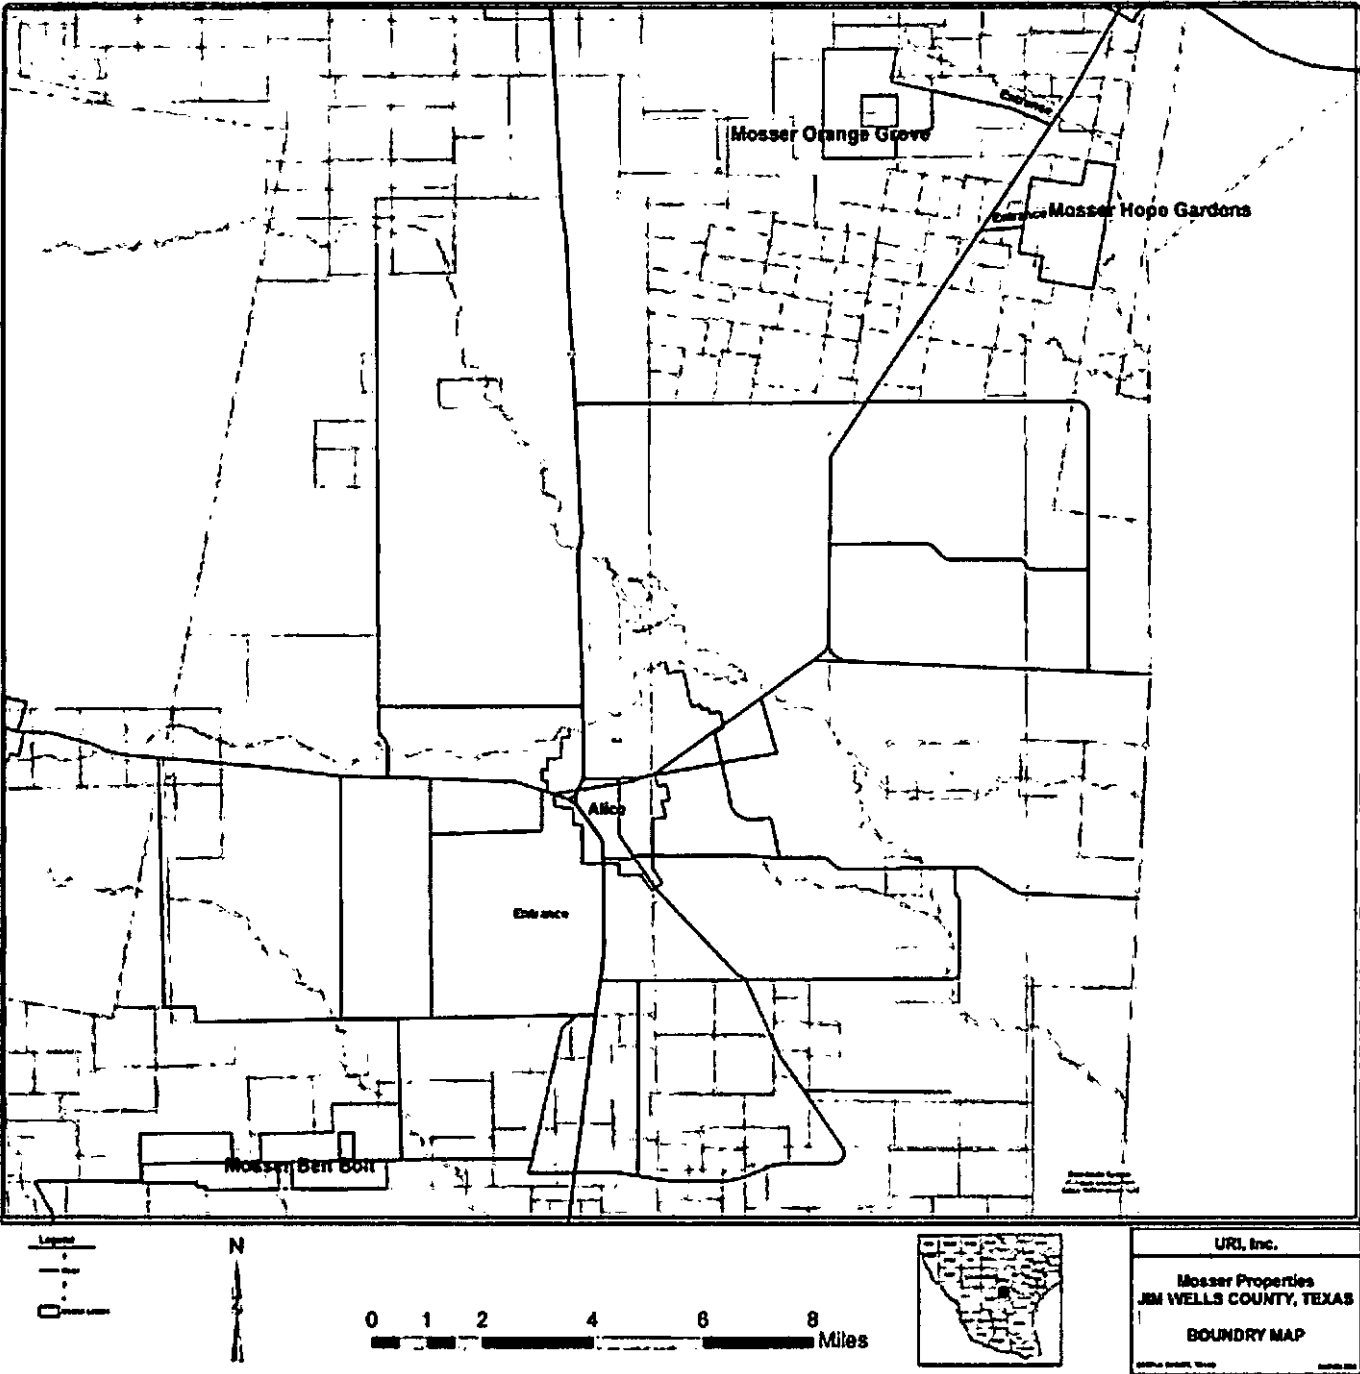 Entrance
Mosser Orange Grove
Entrance
Mosser Hope Gardens
Alice
Entrance
Mosser Ben Bolt
Legend
N
0 1 2 4 6 8
Miles
URI, Inc.
Mosser Properties
JIM WELLS COUNTY, TEXAS
BOUNDRY MAP